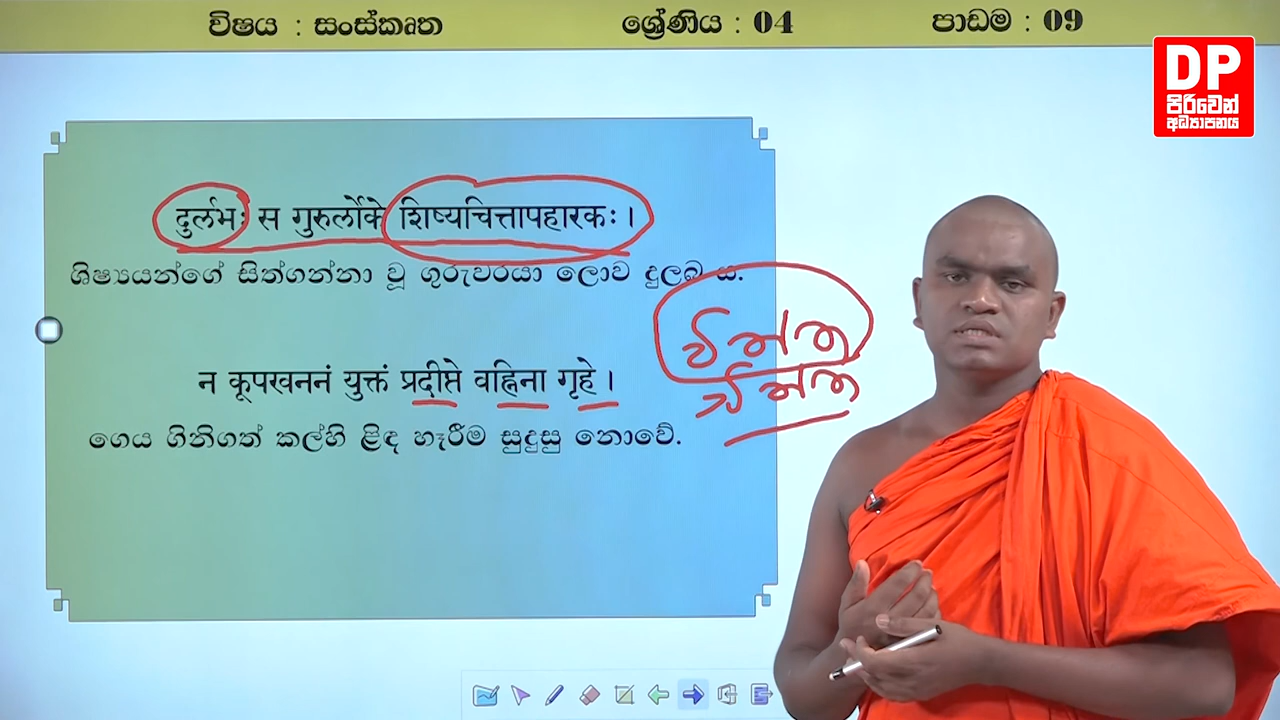 විෂය : සංස්කෘත ශ්‍රේණිය : 04 පාඩම : 09
DP
පිරිවෙන්
අධ්‍යාපනය
दुर्लभः स गुरुर्लोके शिष्यचित्तापहारकः ।
ශිෂ්‍යයන්ගේ සිත්ගන්නා වූ ගුරුවරයා ලොව දුලබ ය.
විත්ත
චිත්ත
न कूपखननं युक्तं प्रदीप्ते वह्निना गृहे ।
ගෙය ගිනිගත් කල්හි ළිඳ හෑරීම සුදුසු නොවේ.